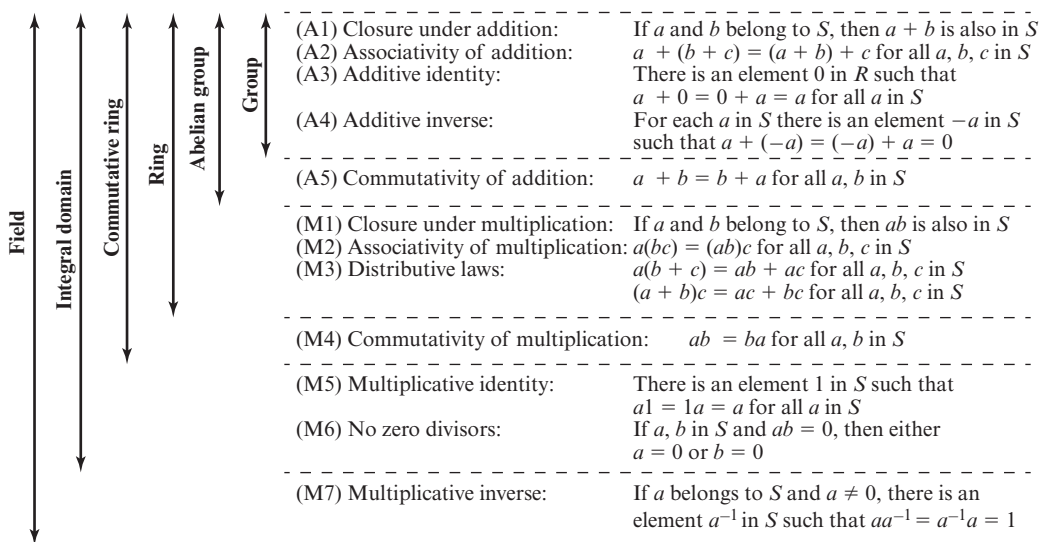 Field
Integral domain
Commutative ring
Ring
Abelian group
Group
(A1) Closure under addition: If a and b belong to S, then a + b is also in S
(A2) Associativity of addition: a + (b + c) = (a + b) + c for all a, b, c in S
(A3) Additive identity: There is an element 0 in R such that
a + 0 = 0 + a = a for all a in S
(A4) Additive inverse: For each a in S there is an element −a in S
such that a + (−a) = (−a) + a = 0
(A5) Commutativity of addition: a + b = b + a for all a, b in S
(M1) Closure under multiplication: If a and b belong to S, then ab is also in S
(M2) Associativity of multiplication: a(bc) = (ab)c for all a, b, c in S
(M3) Distributive laws: a(b + c) = ab + ac for all a, b, c in S
(a + b)c = ac + bc for all a, b, c in S
(M4) Commutativity of multiplication: ab = ba for all a, b in S
(M5) Multiplicative identity: There is an element 1 in S such that
a1 = 1a = a for all a in S
(M6) No zero divisors: If a, b in S and ab = 0, then either
a = 0 or b = 0
(M7) Multiplicative inverse: If a belongs to S and a ≠ 0, there is an
element a⁻¹ in S such that aa⁻¹ = a⁻¹a = 1